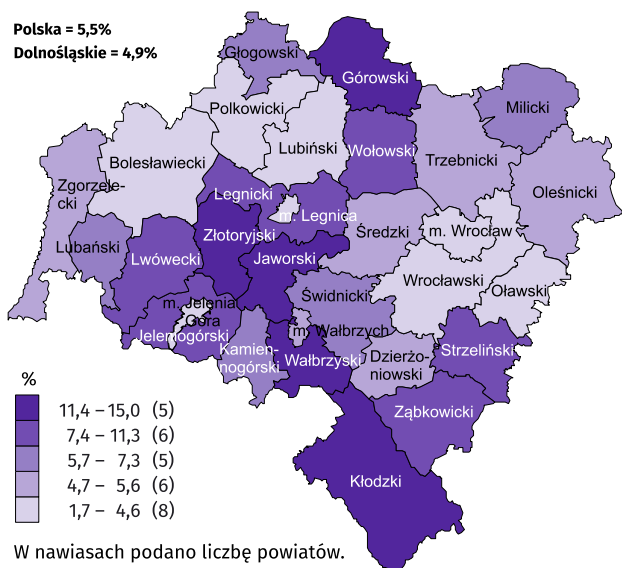 Polska = 5,5%
Dolnośląskie = 4,9%
Głogowski
Górowski
Milicki
Polkowicki
Lubiński
Wołowski
Trzebnicki
Bolesławiecki
Zgorzele-
cki
Legnicki
m. Legnica
Oleśnicki
Lubański
Lwówecki
Złotoryjski
Jaworski
Średzki
m. Wrocław
Wrocławski
Oławski
m. Jelenia
Góra
Jeleniogórski
Świdnicki
m. Wałbrzych
Kamien-
nogórski
Wałbrzyski
Dzierżo-
niowski
Strzeliński
Ząbkowicki
Kłodzki
%
11,4 – 15,0 (5)
7,4 – 11,3 (6)
5,7 – 7,3 (5)
4,7 – 5,6 (6)
1,7 – 4,6 (8)
W nawiasach podano liczbę powiatów.